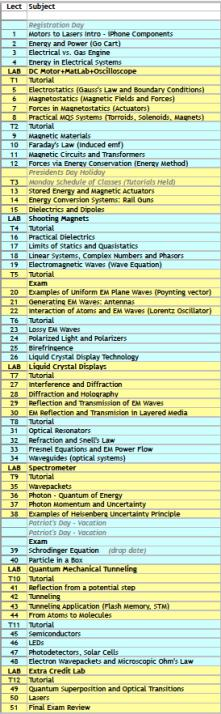 Lect Subject
Registration Day
1 Motors to Lasers Intro - iPhone Components
2 Energy and Power (Go Cart)
3 Electrical vs. Gas Engine
4 Energy in Electrical Systems
LAB DC Motor+MatLab+Oscilloscope
T1 Tutorial
5 Electrostatics (Gauss's Law and Boundary Conditions)
6 Magnetostatics (Magnetic Fields and Forces)
7 Forces in Magnetostatics (Actuators)
8 Practical MQS Systems (Torroids, Solenoids, Magnets)
T2 Tutorial
9 Magnetic Materials
10 Faraday's Law (Induced emf)
11 Magnetic Circuits and Transformers
12 Forces via Energy Conservation (Energy Method)
Presidents Day Holiday
T3 Monday Schedule of Classes (Tutorials Held)
13 Stored Energy and Magnetic Actuators
14 Energy Conversion Systems: Rail Guns
15 Dielectrics and Dipoles
LAB Shooting Magnets
T4 Tutorial
16 Practical Dielectrics
17 Limits of Statics and Quasistatics
18 Linear Systems, Complex Numbers and Phasors
19 Electromagnetic Waves (Wave Equation)
T5 Tutorial
Exam
20 Examples of Uniform EM Plane Waves (Poynting vector)
21 Generating EM Waves: Antennas
22 Interaction of Atoms and EM Waves (Lorentz Oscillator)
T6 Tutorial
23 Lossy EM Waves
24 Polarized Light and Polarizers
25 Birefringence
26 Liquid Crystal Display Technology
LAB Liquid Crystal Displays
T7 Tutorial
27 Interference and Diffraction
28 Diffraction and Holography
29 Reflection and Transmission of EM Waves
30 EM Reflection and Transmision in Layered Media
T8 Tutorial
31 Optical Resonators
32 Refraction and Snell's Law
33 Fresnel Equations and EM Power Flow
34 Waveguides (optical systems)
LAB Spectrometer
T9 Tutorial
35 Wavepackets
36 Photon - Quantum of Energy
37 Photon Momentum and Uncertainty
38 Examples of Heisenberg Uncertainty Principle
Patriot's Day - Vacation
Patriot's Day - Vacation
Exam
39 Schrodinger Equation (drop date)
40 Particle in a Box
LAB Quantum Mechanical Tunneling
T10 Tutorial
41 Reflection from a potential step
42 Tunneling
43 Tunneling Application (Flash Memory, STM)
44 From Atoms to Molecules
T11 Tutorial
45 Semiconductors
46 LEDs
47 Photodetectors, Solar Cells
48 Electron Wavepackets and Microscopic Ohm's Law
LAB Extra Credit Lab
T12 Tutorial
49 Quantum Superposition and Optical Transitions
50 Lasers
51 Final Exam Review